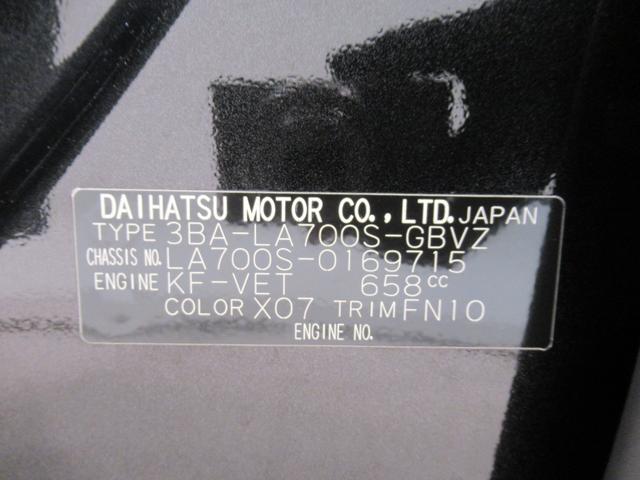 DAIHATSU MOTOR CO., LTD. JAPAN
TYPE 3BA-LA700S-GBVZ
CHASSIS NO. LA700S-0169715
ENGINE KF-VET 658cc
COLOR X07 TRIM FN10
ENGINE NO.